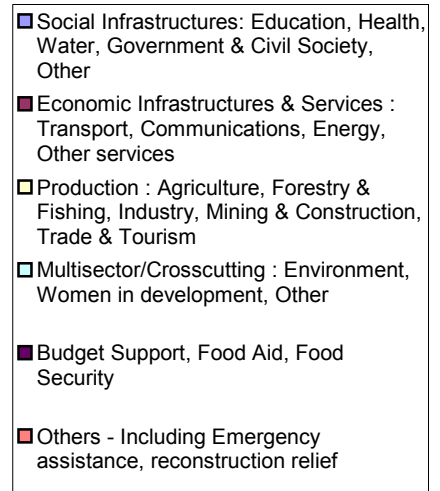 Social Infrastructures: Education, Health,
Water, Government & Civil Society,
Other
Economic Infrastructures & Services :
Transport, Communications, Energy,
Other services
Production : Agriculture, Forestry &
Fishing, Industry, Mining & Construction,
Trade & Tourism
Multisector/Crosscutting : Environment,
Women in development, Other
Budget Support, Food Aid, Food
Security
Others - Including Emergency
assistance, reconstruction relief